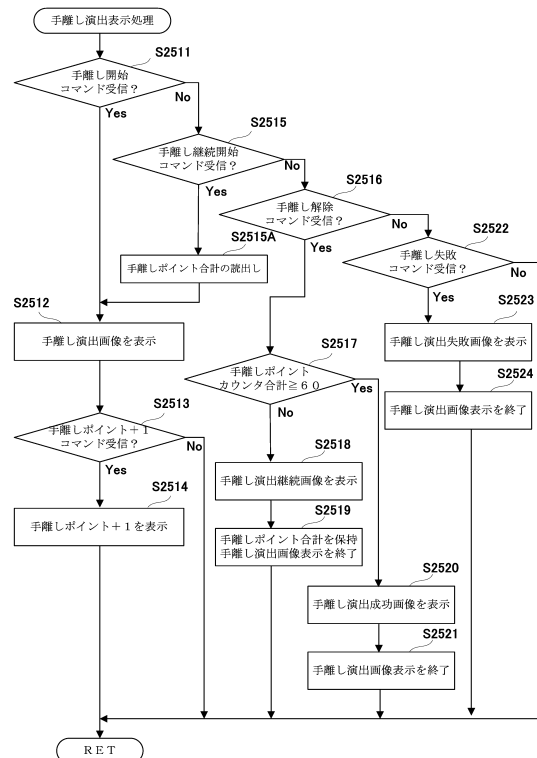 手離し演出表示処理
S2511
手離し開始
コマンド受信？
No
Yes
S2515
手離し継続開始
コマンド受信？
No
Yes
S2516
手離し解除
コマンド受信？
No
Yes
S2522
手離し失敗
コマンド受信？
No
Yes
S2515A
手離しポイント合計の読出し
S2512
手離し演出画像を表示
S2523
手離し演出失敗画像を表示
S2517
手離しポイント
カウンタ合計≧６０
Yes
No
S2524
手離し演出画像表示を終了
S2513
手離しポイント＋１
コマンド受信？
No
Yes
S2518
手離し演出継続画像を表示
S2514
手離しポイント＋１を表示
S2519
手離しポイント合計を保持
手離し演出画像表示を終了
S2520
手離し演出成功画像を表示
S2521
手離し演出画像表示を終了
ＲＥＴ